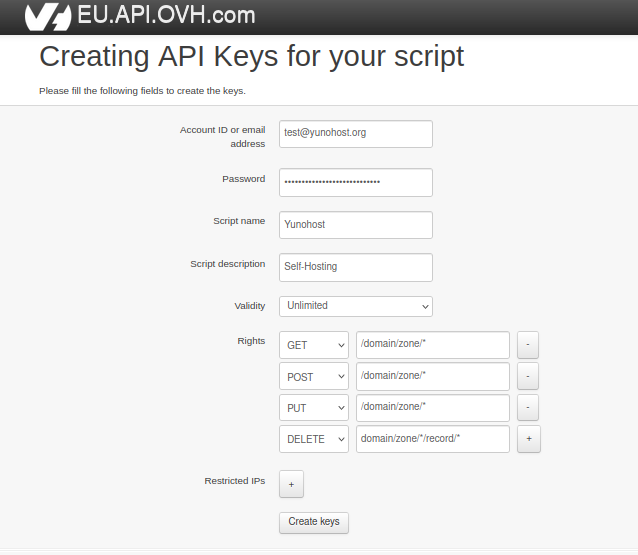 EU.API.OVH.com
Creating API Keys for your script
Please fill the following fields to create the keys.
Account ID or email
address
test@yunohost.org
Password
••••••••••••••••••••••••••••
Script name
Yunohost
Script description
Self-Hosting
Validity
Unlimited
Rights
GET /domain/zone/* -
POST /domain/zone/* -
PUT /domain/zone/* -
DELETE domain/zone/*/record/* +
Restricted IPs
+
Create keys